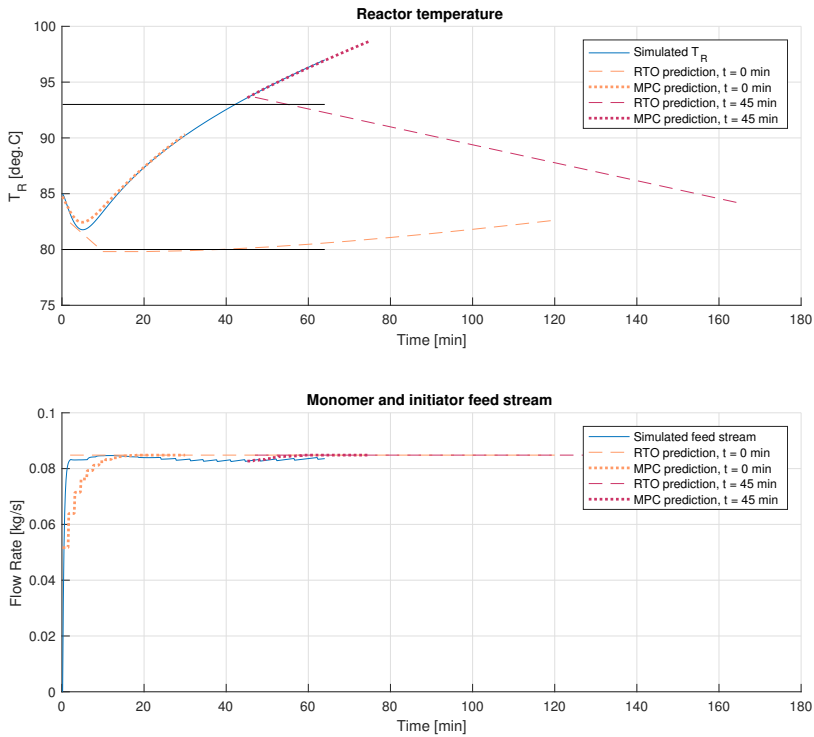 Reactor temperature
100
95
90
85
80
75
T_R [deg.C]
Simulated T_R
RTO prediction, t = 0 min
MPC prediction, t = 0 min
RTO prediction, t = 45 min
MPC prediction, t = 45 min
0 20 40 60 80 100 120 140 160 180
Time [min]
Monomer and initiator feed stream
0.1
0.08
0.06
0.04
0.02
0
Flow Rate [kg/s]
Simulated feed stream
RTO prediction, t = 0 min
MPC prediction, t = 0 min
RTO prediction, t = 45 min
MPC prediction, t = 45 min
0 20 40 60 80 100 120 140 160 180
Time [min]